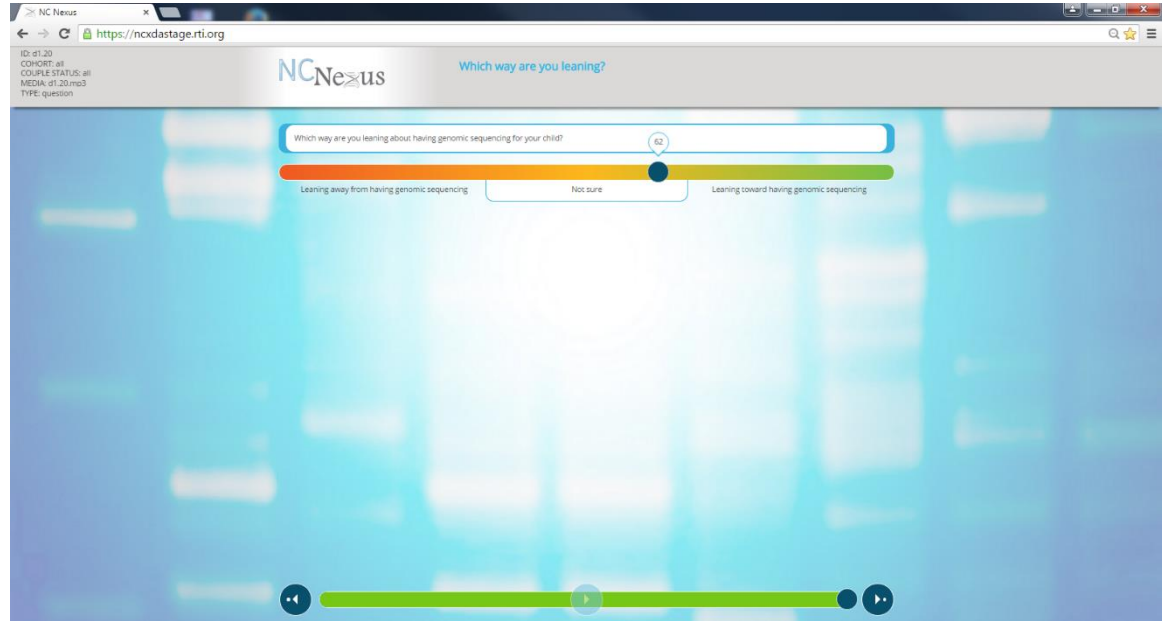 NC Nexus
https://ncxdastage.rti.org
ID: d1.20
COHORT: all
COUPLE STATUS: all
MEDIA: d1.20.mp3
TYPE: question
NCNexus
Which way are you leaning?
Which way are you leaning about having genomic sequencing for your child?
62
Leaning away from having genomic sequencing
Not sure
Leaning toward having genomic sequencing